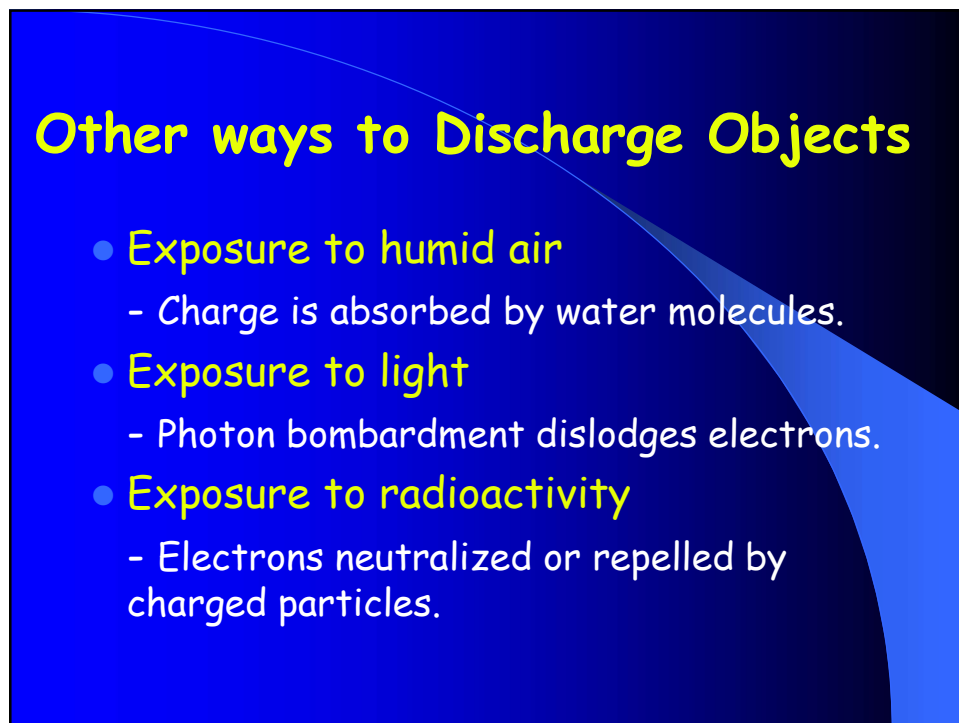 Other ways to Discharge Objects
Exposure to humid air
- Charge is absorbed by water molecules.
Exposure to light
- Photon bombardment dislodges electrons.
Exposure to radioactivity
- Electrons neutralized or repelled by
charged particles.